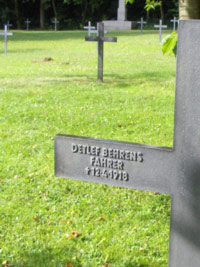 DETLEF BEHRENS
FAHRER
† 12·4·1918